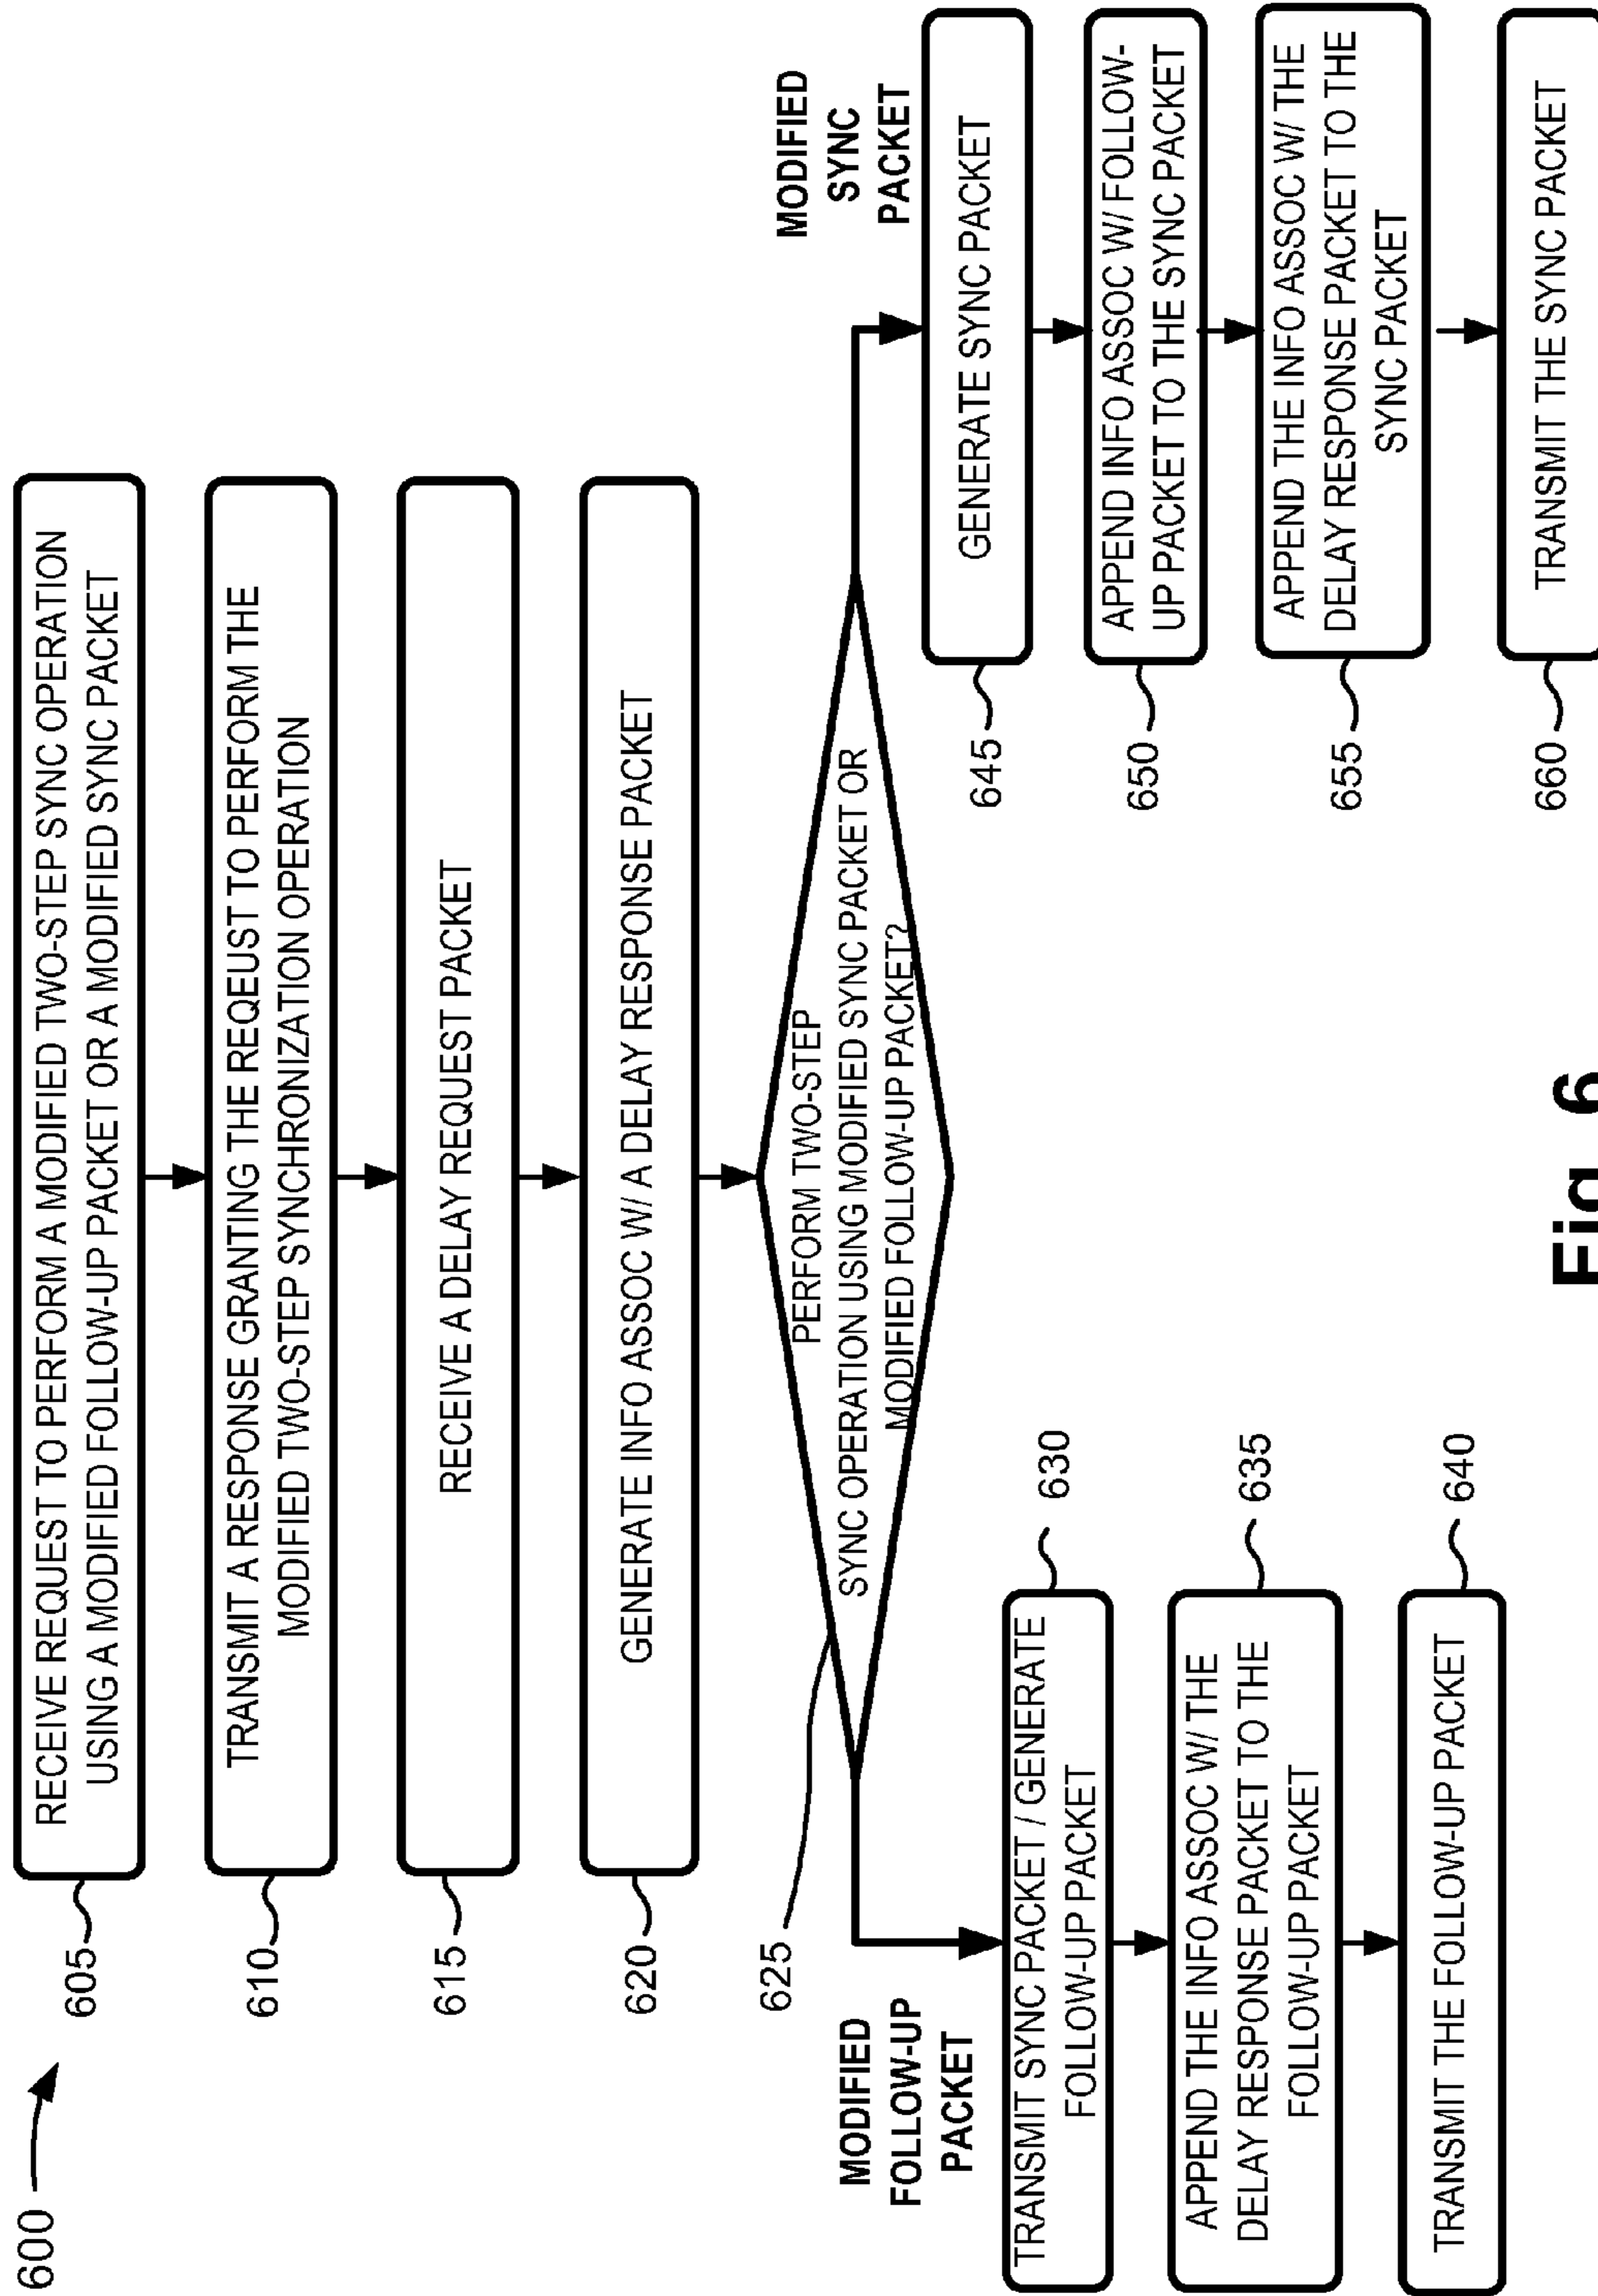 600
605
RECEIVE REQUEST TO PERFORM A MODIFIED TWO-STEP SYNC OPERATION
USING A MODIFIED FOLLOW-UP PACKET OR A MODIFIED SYNC PACKET
610
TRANSMIT A RESPONSE GRANTING THE REQEUST TO PERFORM THE
MODIFIED TWO-STEP SYNCHRONIZATION OPERATION
615
RECEIVE A DELAY REQUEST PACKET
620
GENERATE INFO ASSOC W/ A DELAY RESPONSE PACKET
625
PERFORM TWO-STEP
SYNC OPERATION USING MODIFIED SYNC PACKET OR
MODIFIED FOLLOW-UP PACKET?
MODIFIED
FOLLOW-UP
PACKET
TRANSMIT SYNC PACKET / GENERATE
FOLLOW-UP PACKET
630
APPEND THE INFO ASSOC W/ THE
DELAY RESPONSE PACKET TO THE
FOLLOW-UP PACKET
635
TRANSMIT THE FOLLOW-UP PACKET
640
MODIFIED
SYNC
PACKET
645
GENERATE SYNC PACKET
650
APPEND INFO ASSOC W/ FOLLOW-
UP PACKET TO THE SYNC PACKET
655
APPEND THE INFO ASSOC W/ THE
DELAY RESPONSE PACKET TO THE
SYNC PACKET
660
TRANSMIT THE SYNC PACKET
Fig. 6